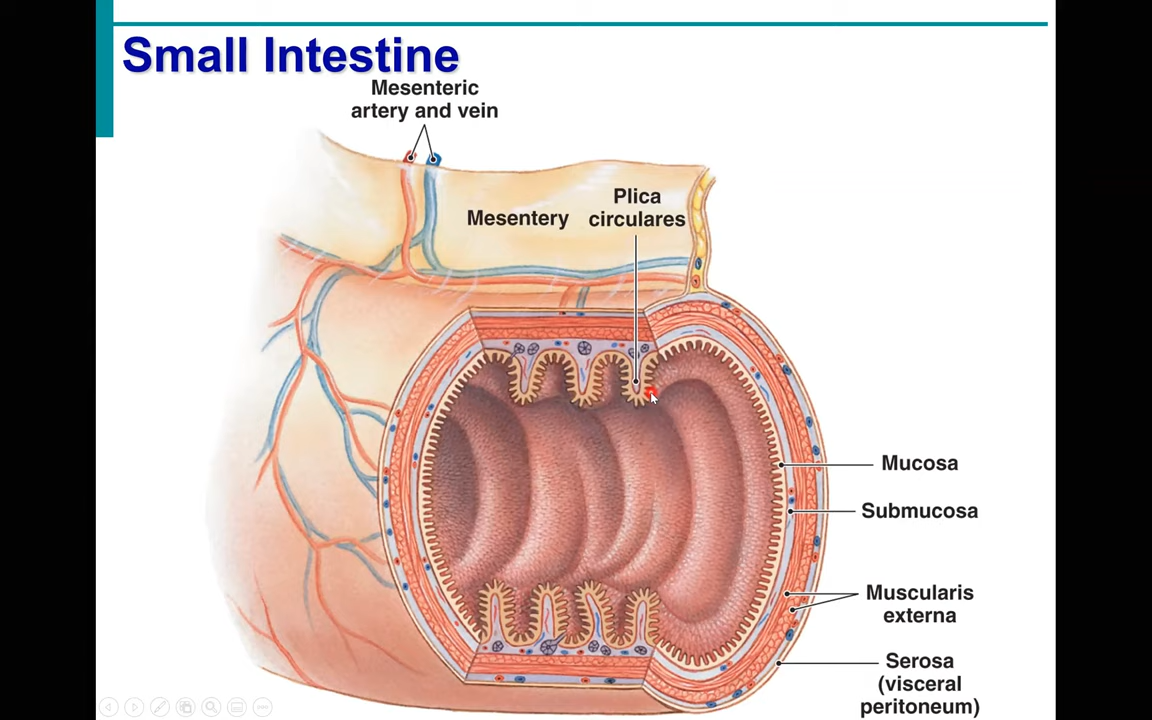 Small Intestine
Mesenteric
artery and vein
Plica
circulares
Mesentery
Mucosa
Submucosa
Muscularis
externa
Serosa
(visceral
peritoneum)